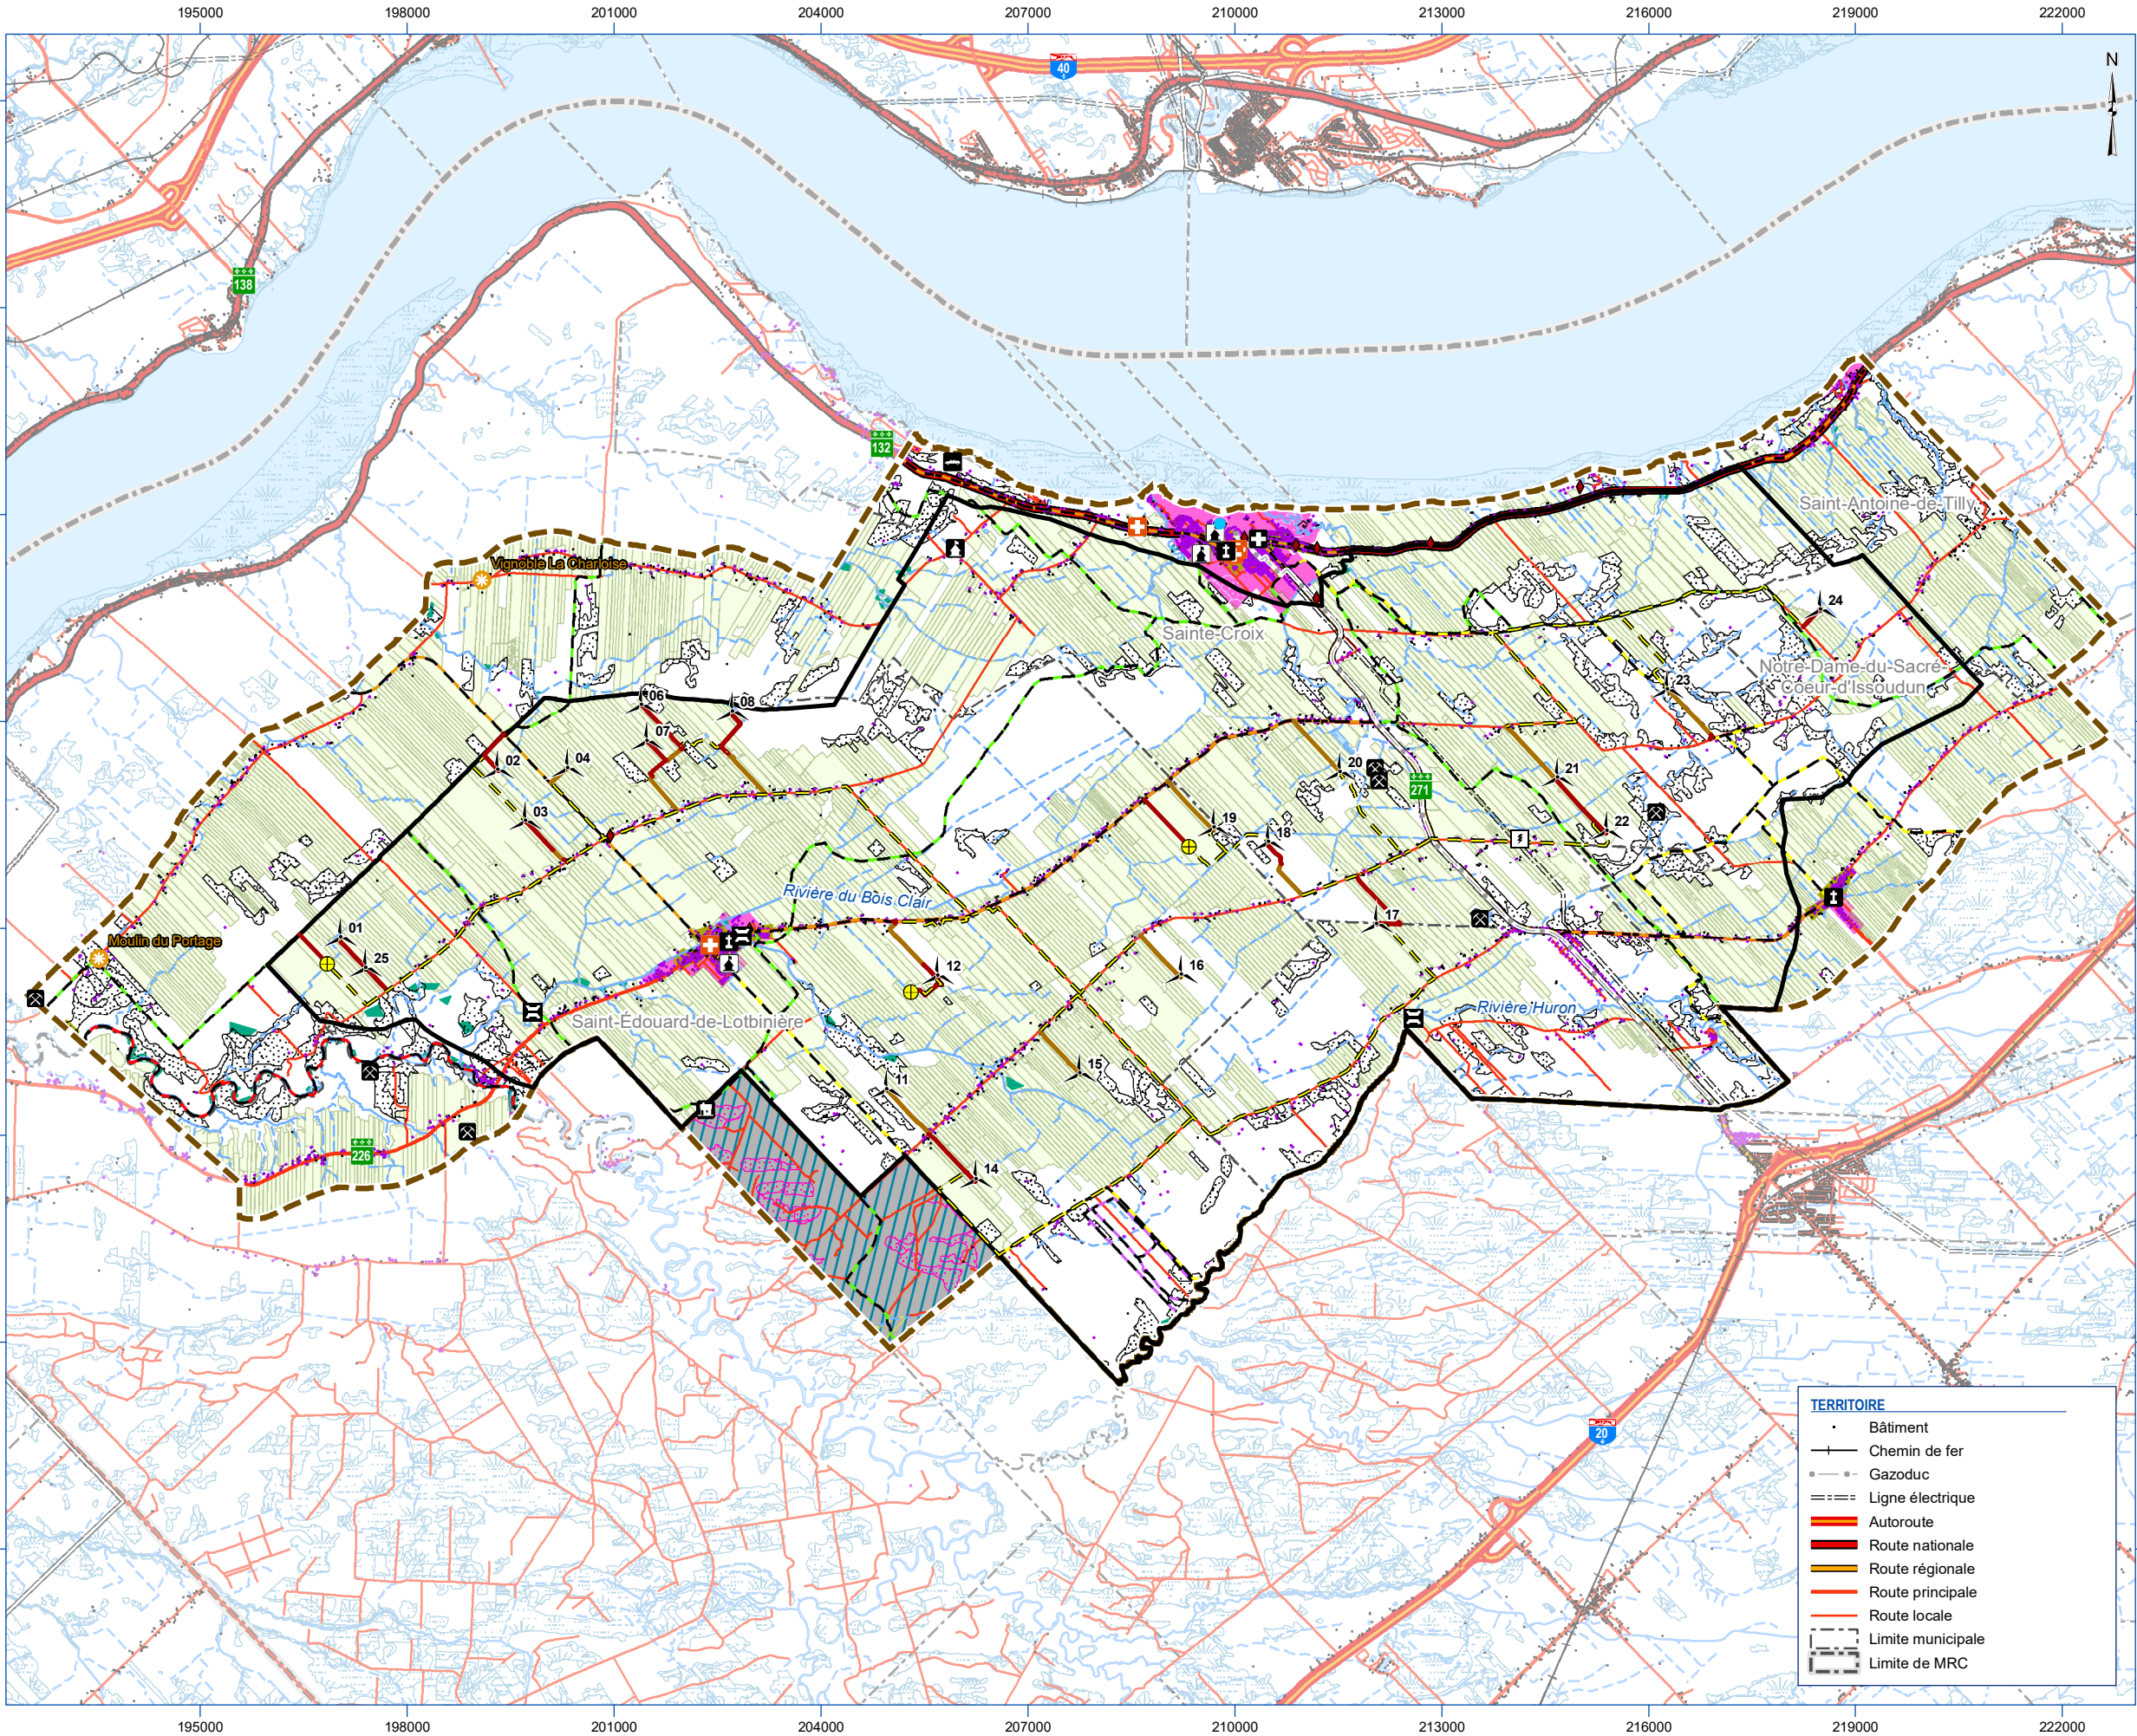 195000 198000 201000 204000 207000 210000 213000 216000 219000 222000
N
40
138
132
Saint-Antoine-de-Tilly
Vignoble La Charloise
24
Sainte-Croix
Notre-Dame-du-Sacré-
Coeur-d'Issoudun
23
06
08
07
02
04
20
21
271
03
19
18
22
Rivière du Bois Clair
17
01
Moulin du Portage
25
12
16
Rivière Huron
Saint-Édouard-de-Lotbinière
15
11
226
14
20
TERRITOIRE
Bâtiment
Chemin de fer
Gazoduc
Ligne électrique
Autoroute
Route nationale
Route régionale
Route principale
Route locale
Limite municipale
Limite de MRC
195000 198000 201000 204000 207000 210000 213000 216000 219000 222000